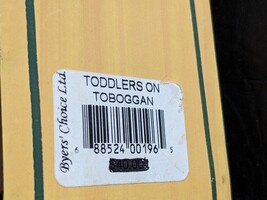 Byers' Choice Ltd.
TODDLERS ON
TOBOGGAN
6 88524 00196 5